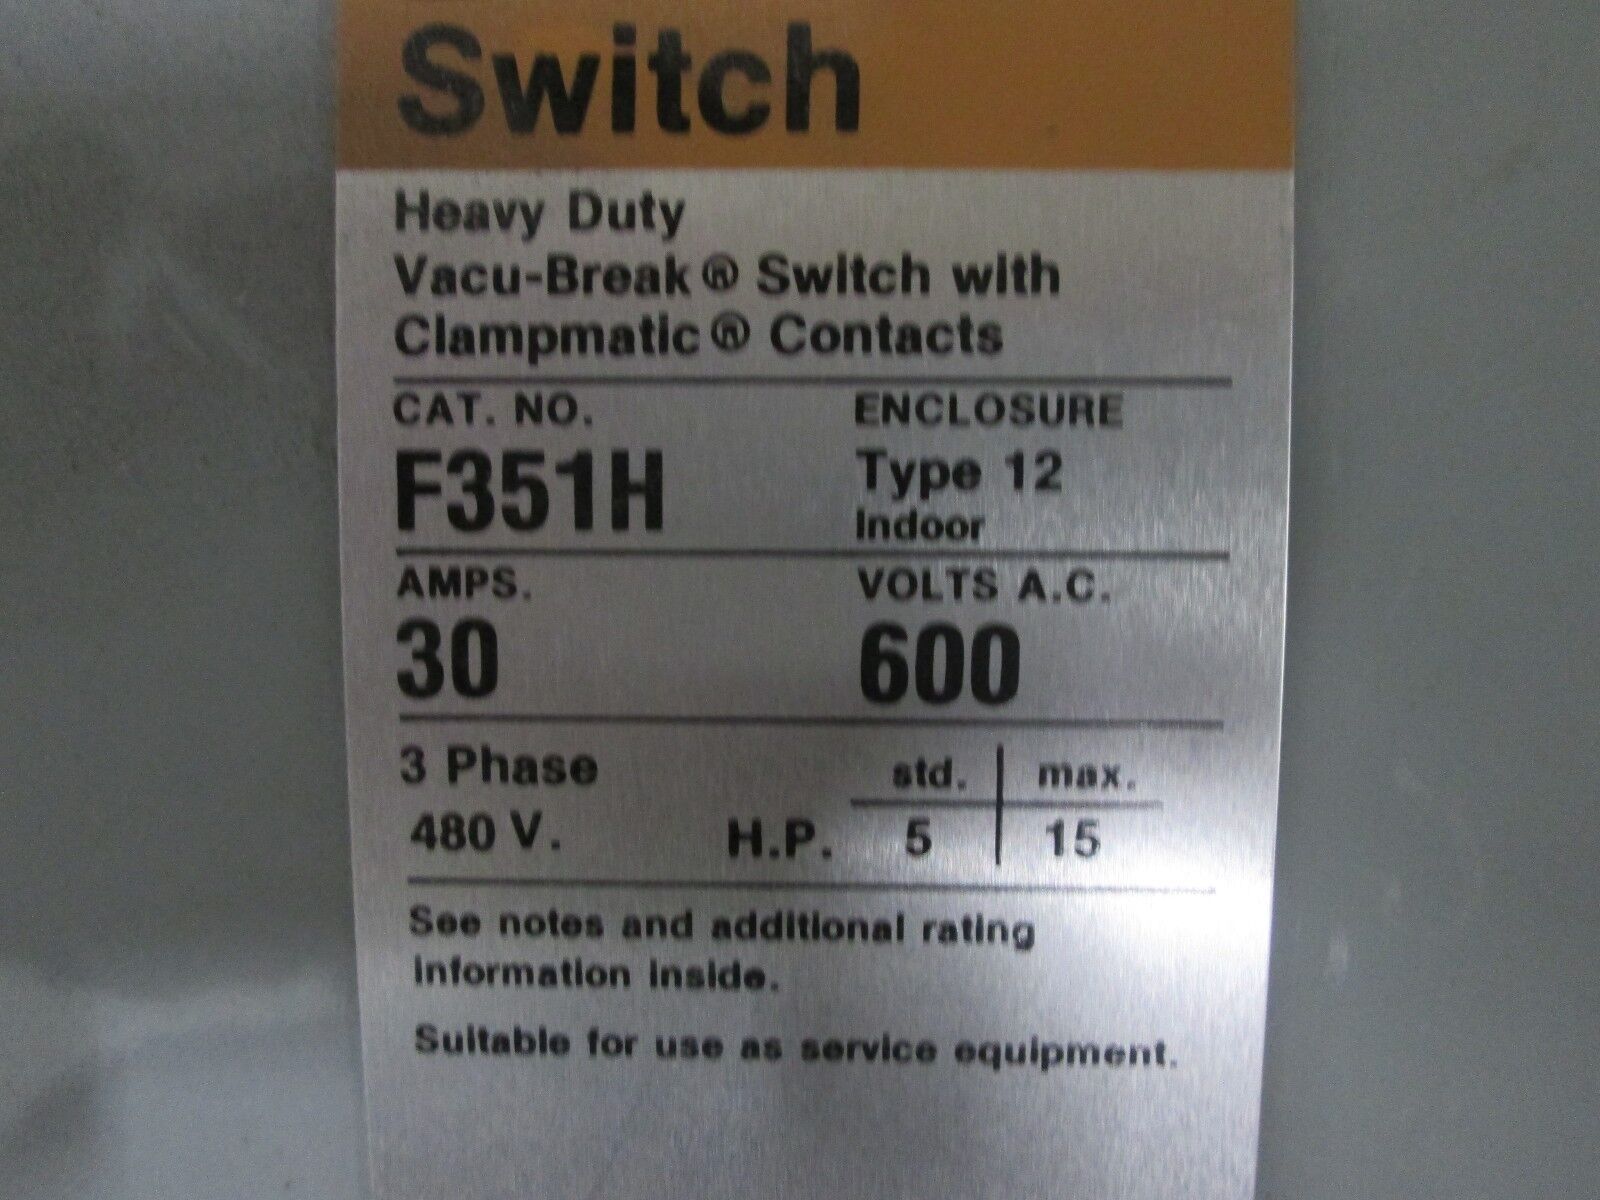 Switch
Heavy Duty
Vacu-Break® Switch with
Clampmatic® Contacts
CAT. NO. ENCLOSURE
F351H Type 12
Indoor
AMPS. VOLTS A.C.
30 600
3 Phase std. max.
480 V. H.P. 5 15
See notes and additional rating
information inside.
Suitable for use as service equipment.